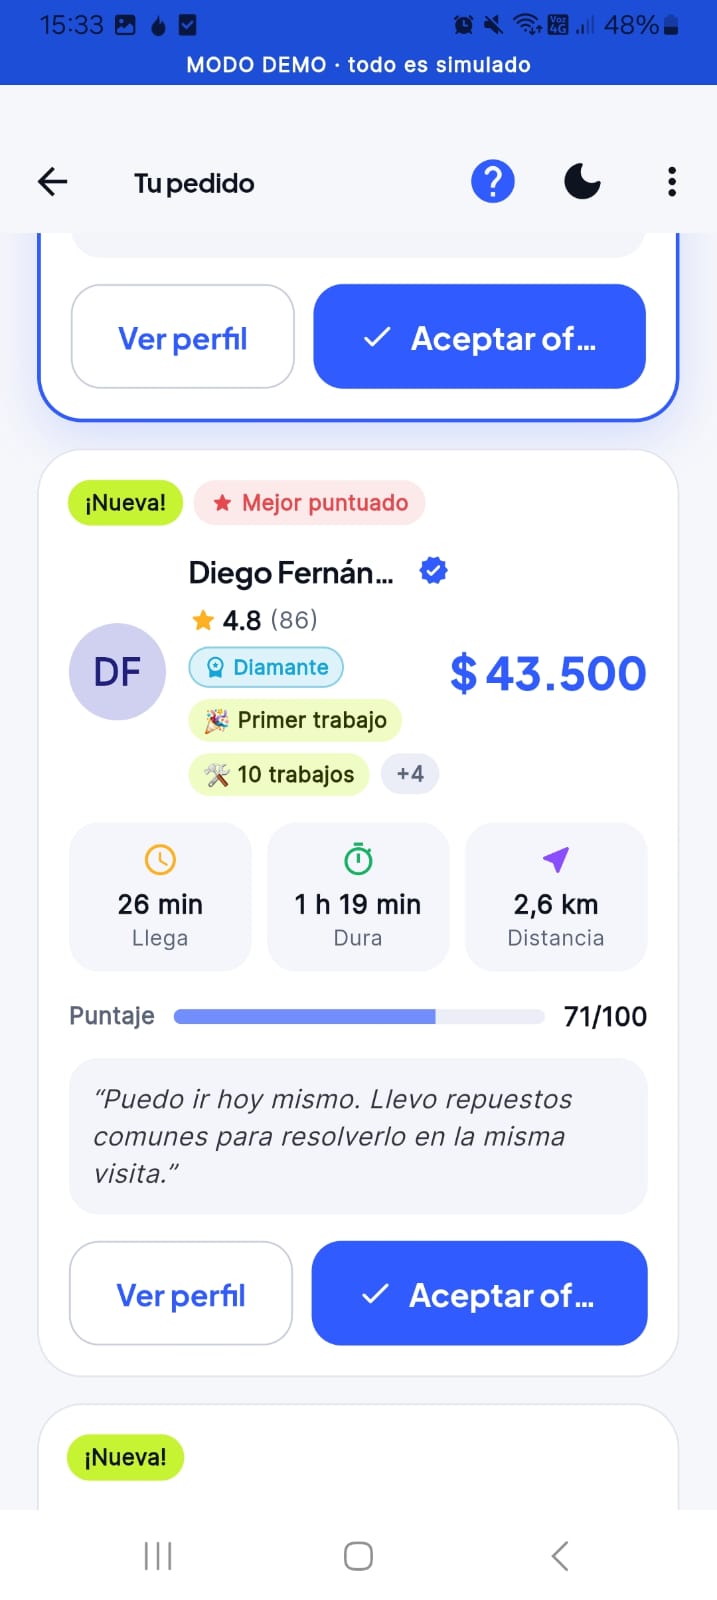 15:33
Voz 4G
48%
MODO DEMO · todo es simulado
Tu pedido
?
Ver perfil
Aceptar of...
¡Nueva!
Mejor puntuado
Diego Fernán...
4.8 (86)
DF
Diamante
$ 43.500
Primer trabajo
10 trabajos
+4
26 min
1 h 19 min
2,6 km
Llega
Dura
Distancia
Puntaje
71/100
“Puedo ir hoy mismo. Llevo repuestos
comunes para resolverlo en la misma
visita.”
Ver perfil
Aceptar of...
¡Nueva!